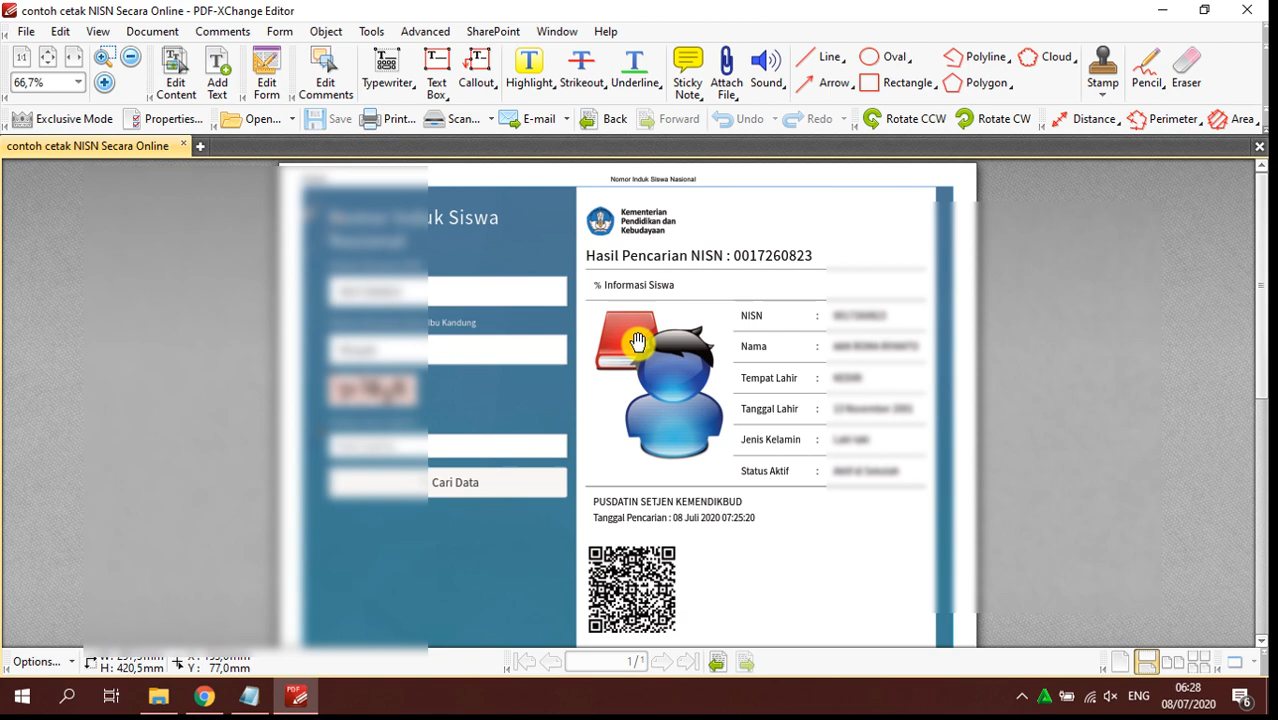 contoh cetak NISN Secara Online - PDF-XChange Editor
File Edit View Document Comments Form Object Tools Advanced SharePoint Window Help
1:1
66,7%
Edit Content
Add Text
Edit Form
Edit Comments
Typewriter
Text Box
Callout
Highlight
Strikeout
Underline
Sticky Note
Attach File
Sound
Line
Arrow
Oval
Rectangle
Polyline
Polygon
Cloud
Stamp
Pencil
Eraser
Exclusive Mode Properties... Open... Save Print... Scan... E-mail Back Forward Undo Redo Rotate CCW Rotate CW Distance Perimeter Area
contoh cetak NISN Secara Online
Nomor Induk Siswa Nasional
uk Siswa
Ibu Kandung
Cari Data
Kementerian
Pendidikan dan
Kebudayaan
Hasil Pencarian NISN : 0017260823
% Informasi Siswa
NISN :
Nama :
Tempat Lahir :
Tanggal Lahir :
Jenis Kelamin :
Status Aktif :
PUSDATIN SETJEN KEMENDIKBUD
Tanggal Pencarian : 08 Juli 2020 07:25:20
Options...
H: 420,5mm
Y: 77,0mm
1/1
PDF
ENG
06:28
08/07/2020
6